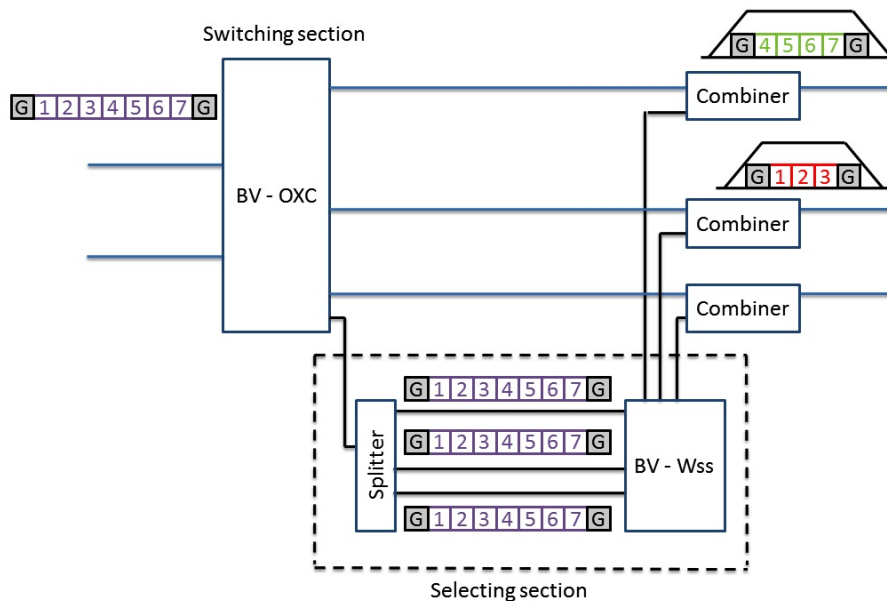 G 4 5 6 7 G
Switching section
Combiner
G 1 2 3 4 5 6 7 G
G 1 2 3 G
BV - OXC
Combiner
Combiner
G 1 2 3 4 5 6 7 G
G 1 2 3 4 5 6 7 G
Splitter
BV - Wss
G 1 2 3 4 5 6 7 G
Selecting section